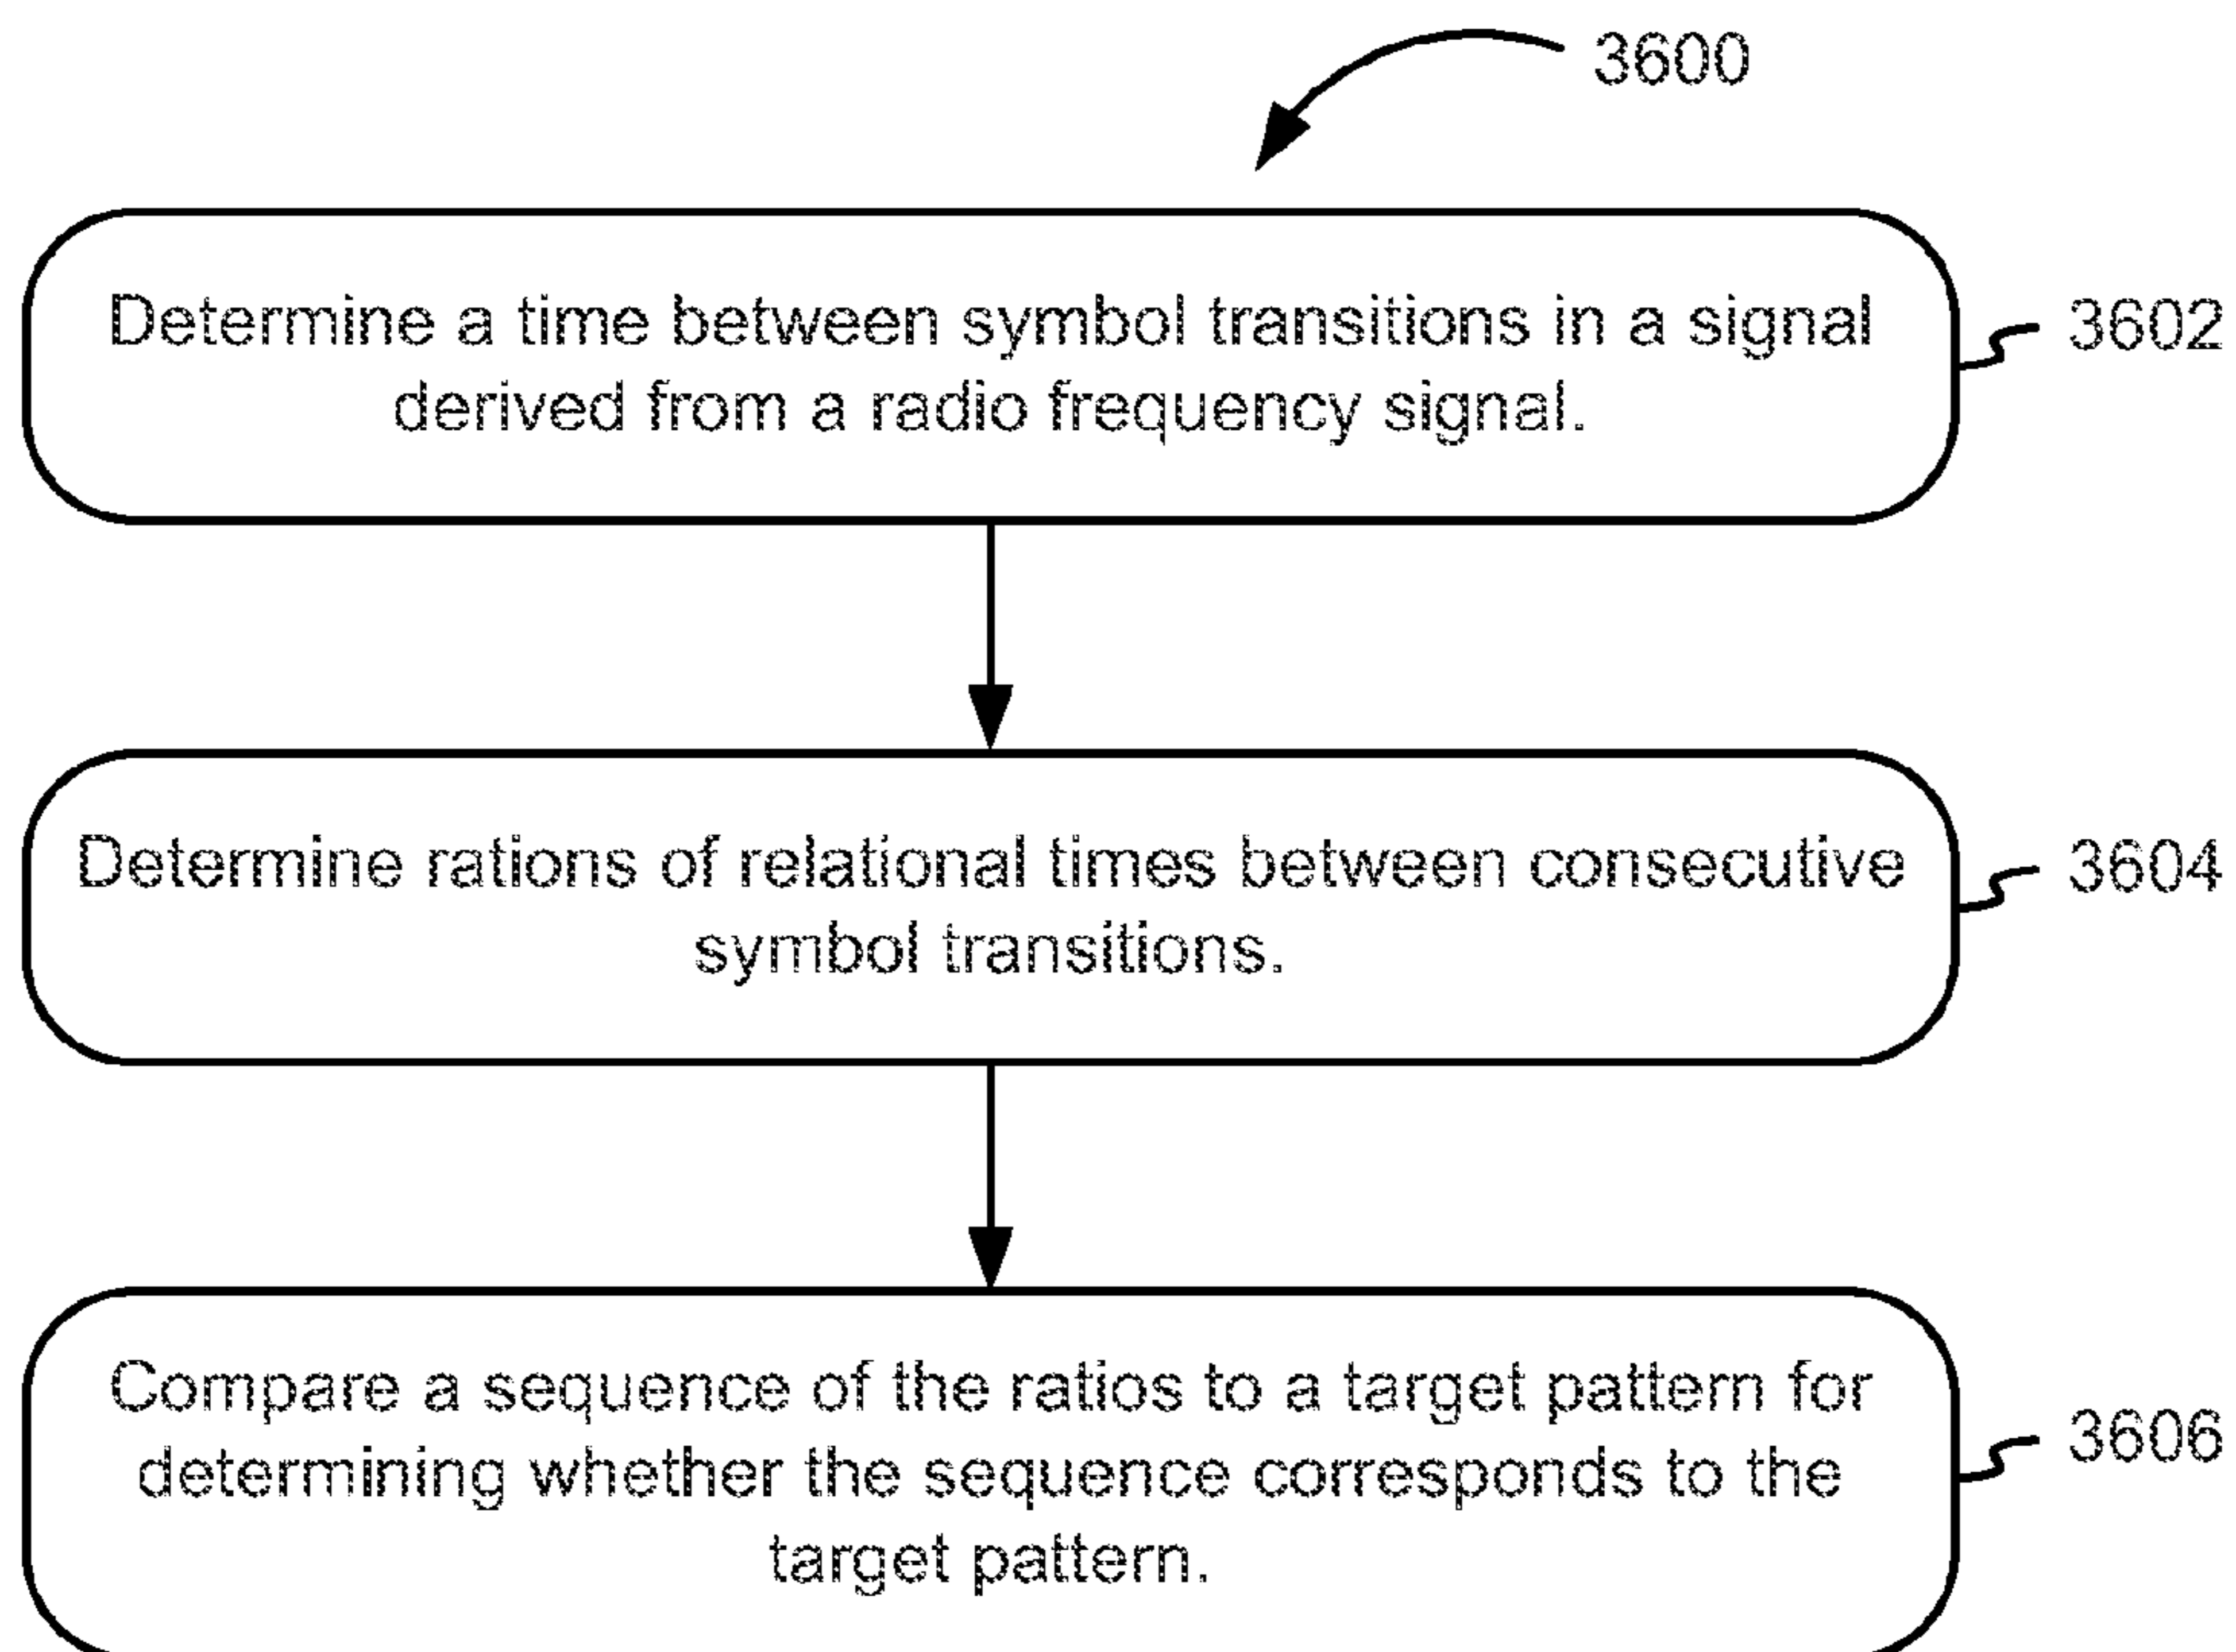 3600
Determine a time between symbol transitions in a signal
derived from a radio frequency signal.
3602
Determine rations of relational times between consecutive
symbol transitions.
3604
Compare a sequence of the ratios to a target pattern for
determining whether the sequence corresponds to the
target pattern.
3606